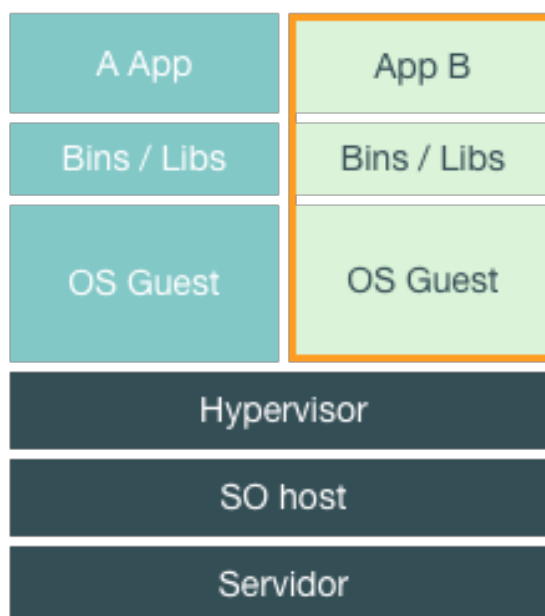 A App
App B
Bins / Libs
Bins / Libs
OS Guest
OS Guest
Hypervisor
SO host
Servidor